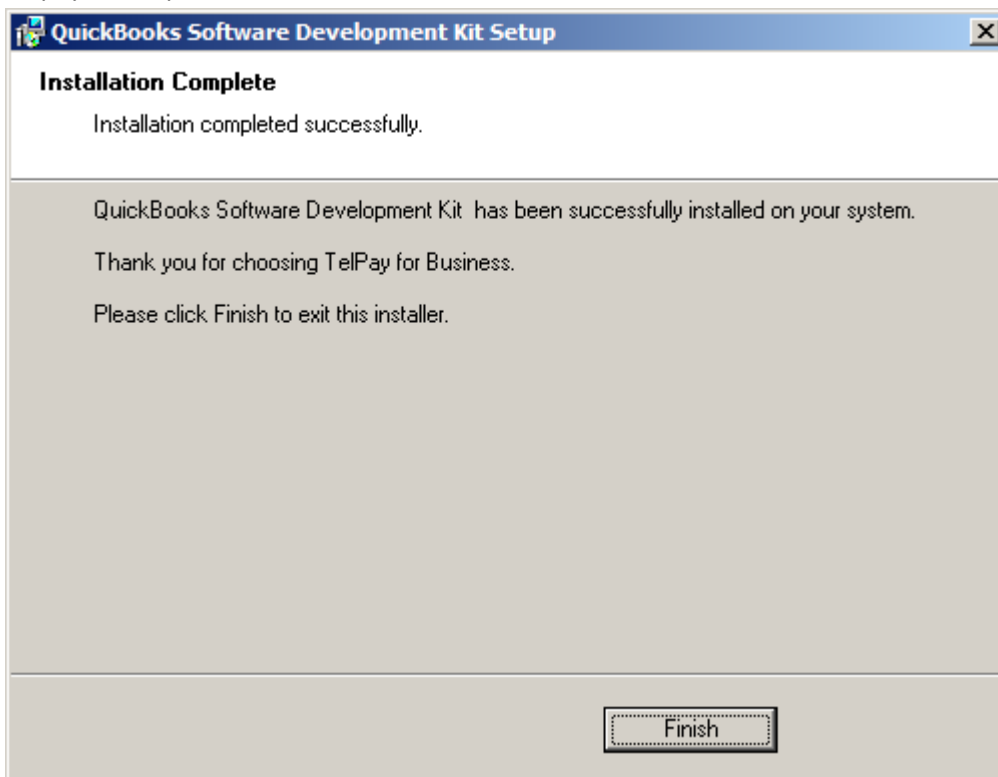 QuickBooks Software Development Kit Setup
Installation Complete
Installation completed successfully.
QuickBooks Software Development Kit  has been successfully installed on your system.
Thank you for choosing TelPay for Business.
Please click Finish to exit this installer.
Finish